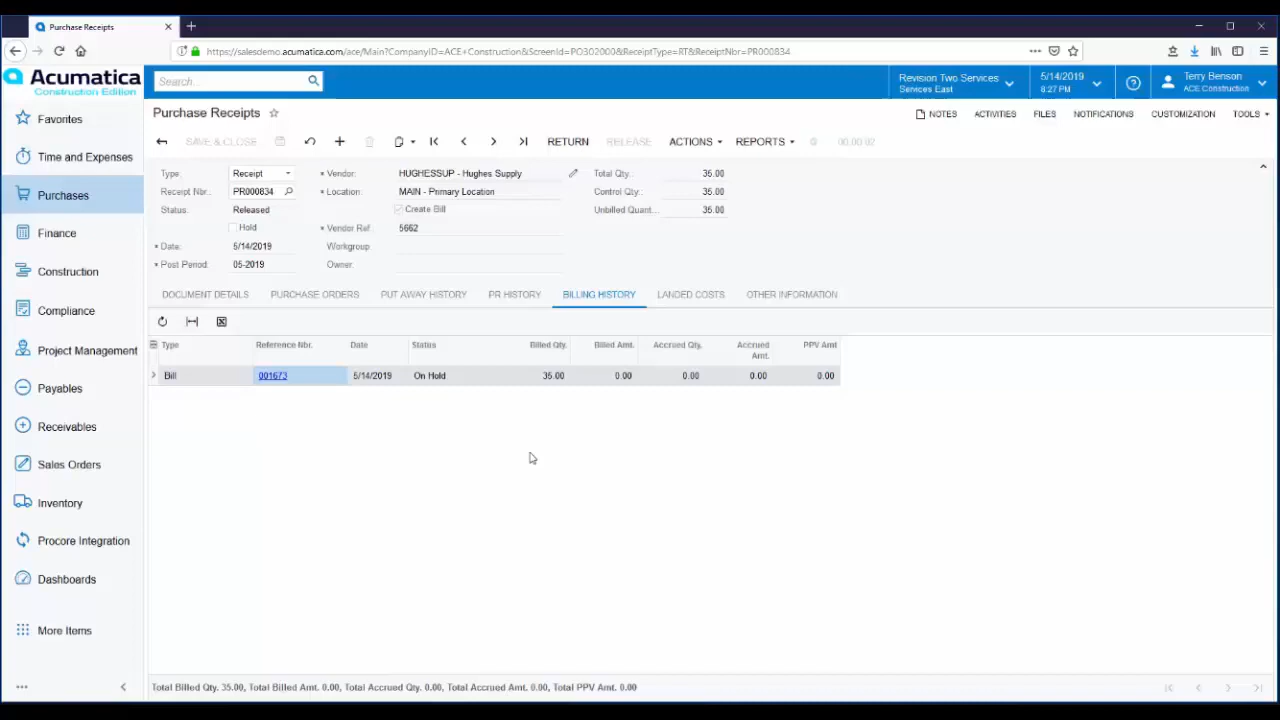 Purchase Receipts
https://salesdemo.acumatica.com/ace/Main?CompanyID=ACE+Construction&ScreenId=PO302000&ReceiptType=RT&ReceiptNbr=PR000834
Acumatica
Construction Edition
Search...
Revision Two Services
Services East
5/14/2019
8:27 PM
Terry Benson
ACE Construction
Favorites
Time and Expenses
Purchases
Finance
Construction
Compliance
Project Management
Payables
Receivables
Sales Orders
Inventory
Procore Integration
Dashboards
More Items
Purchase Receipts
NOTES ACTIVITIES FILES NOTIFICATIONS CUSTOMIZATION TOOLS
SAVE & CLOSE RETURN RELEASE ACTIONS REPORTS 00:00:02
Type: Receipt * Vendor: HUGHESSUP - Hughes Supply Total Qty.: 35.00
Receipt Nbr.: PR000834 * Location: MAIN - Primary Location Control Qty.: 35.00
Status: Released Create Bill Unbilled Quant... 35.00
Hold * Vendor Ref.: 5662
* Date: 5/14/2019 Workgroup:
* Post Period: 05-2019 Owner:
DOCUMENT DETAILS PURCHASE ORDERS PUT AWAY HISTORY PR HISTORY BILLING HISTORY LANDED COSTS OTHER INFORMATION
Type Reference Nbr. Date Status Billed Qty. Billed Amt. Accrued Qty. Accrued Amt. PPV Amt
Bill 001673 5/14/2019 On Hold 35.00 0.00 0.00 0.00 0.00
Total Billed Qty. 35.00, Total Billed Amt. 0.00, Total Accrued Qty. 0.00, Total Accrued Amt. 0.00, Total PPV Amt. 0.00